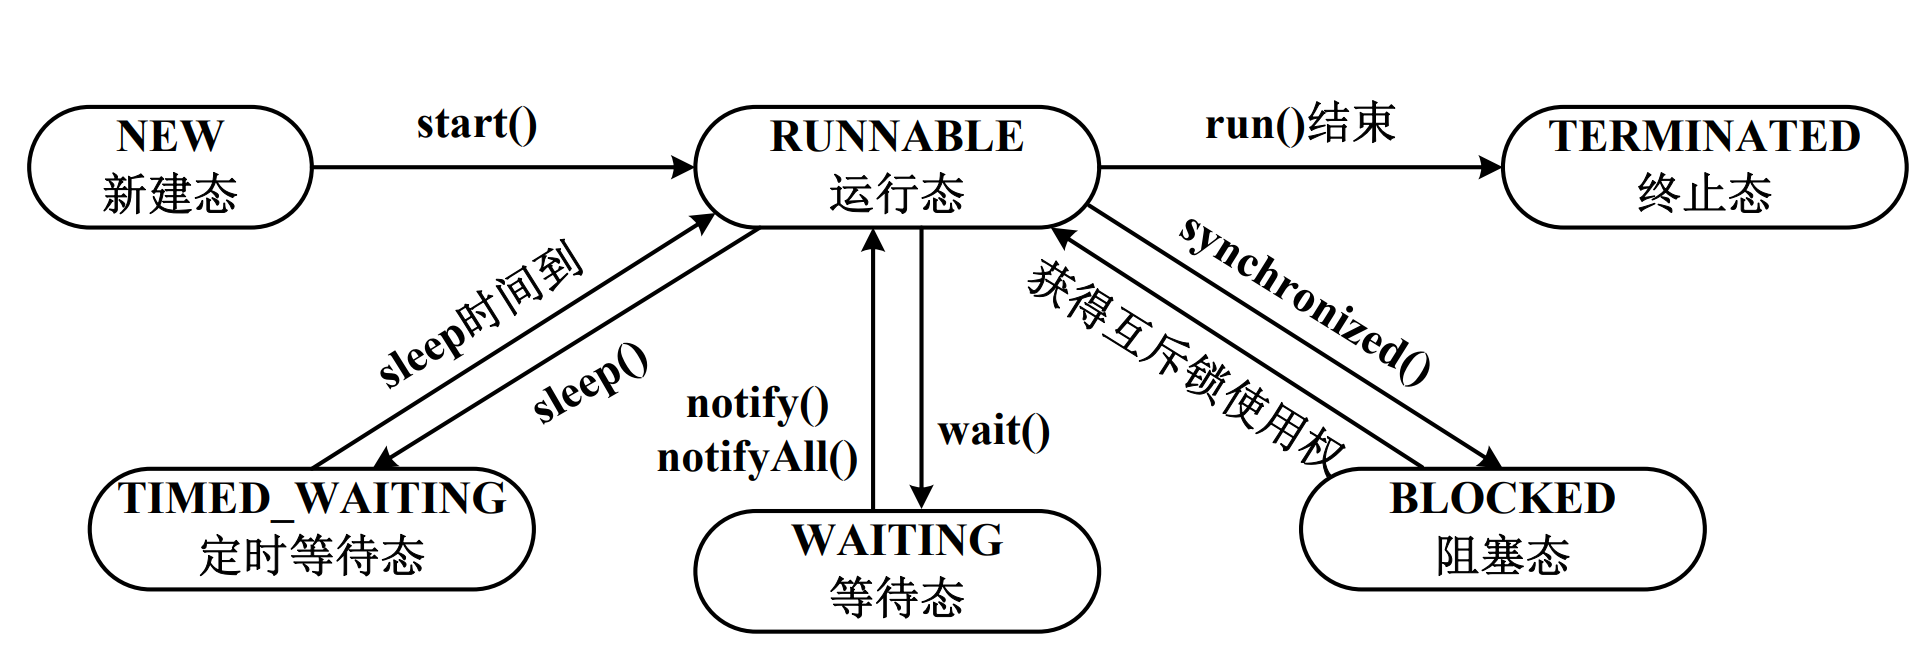 NEW
新建态
start()
RUNNABLE
运行态
run()结束
TERMINATED
终止态
sleep时间到
sleep()
notify()
notifyAll()
wait()
synchronized()
获得互斥锁使用权
TIMED_WAITING
定时等待态
WAITING
等待态
BLOCKED
阻塞态